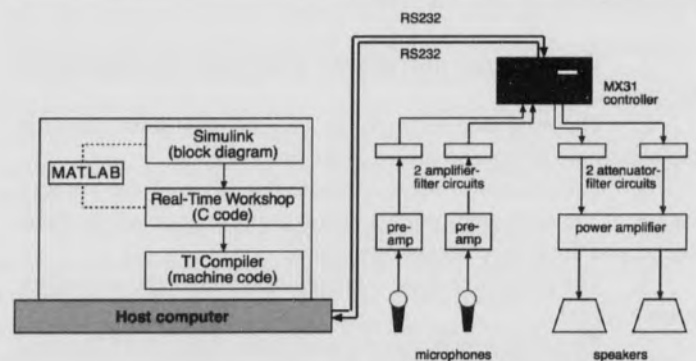 RS232
RS232
MX31
controller
Simulink
(block diagram)
MATLAB
Real-Time Workshop
(C code)
TI Compiler
(machine code)
Host computer
2 amplifier-
filter circuits
2 attenuator-
filter circuits
pre-
amp
pre-
amp
power amplifier
microphones
speakers